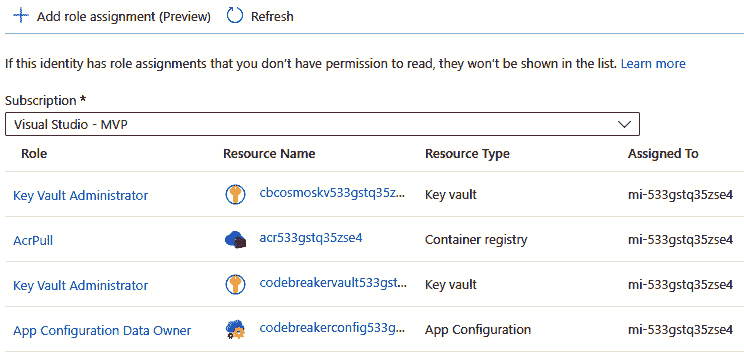 Add role assignment (Preview) Refresh
If this identity has role assignments that you don't have permission to read, they won't be shown in the list. Learn more
Subscription *
Visual Studio - MVP
Role Resource Name Resource Type Assigned To
Key Vault Administrator cbcosmoskv533gstq35z... Key vault mi-533gstq35zse4
AcrPull acr533gstq35zse4 Container registry mi-533gstq35zse4
Key Vault Administrator codebreakervault533gst... Key vault mi-533gstq35zse4
App Configuration Data Owner codebreakerconfig533g... App Configuration mi-533gstq35zse4